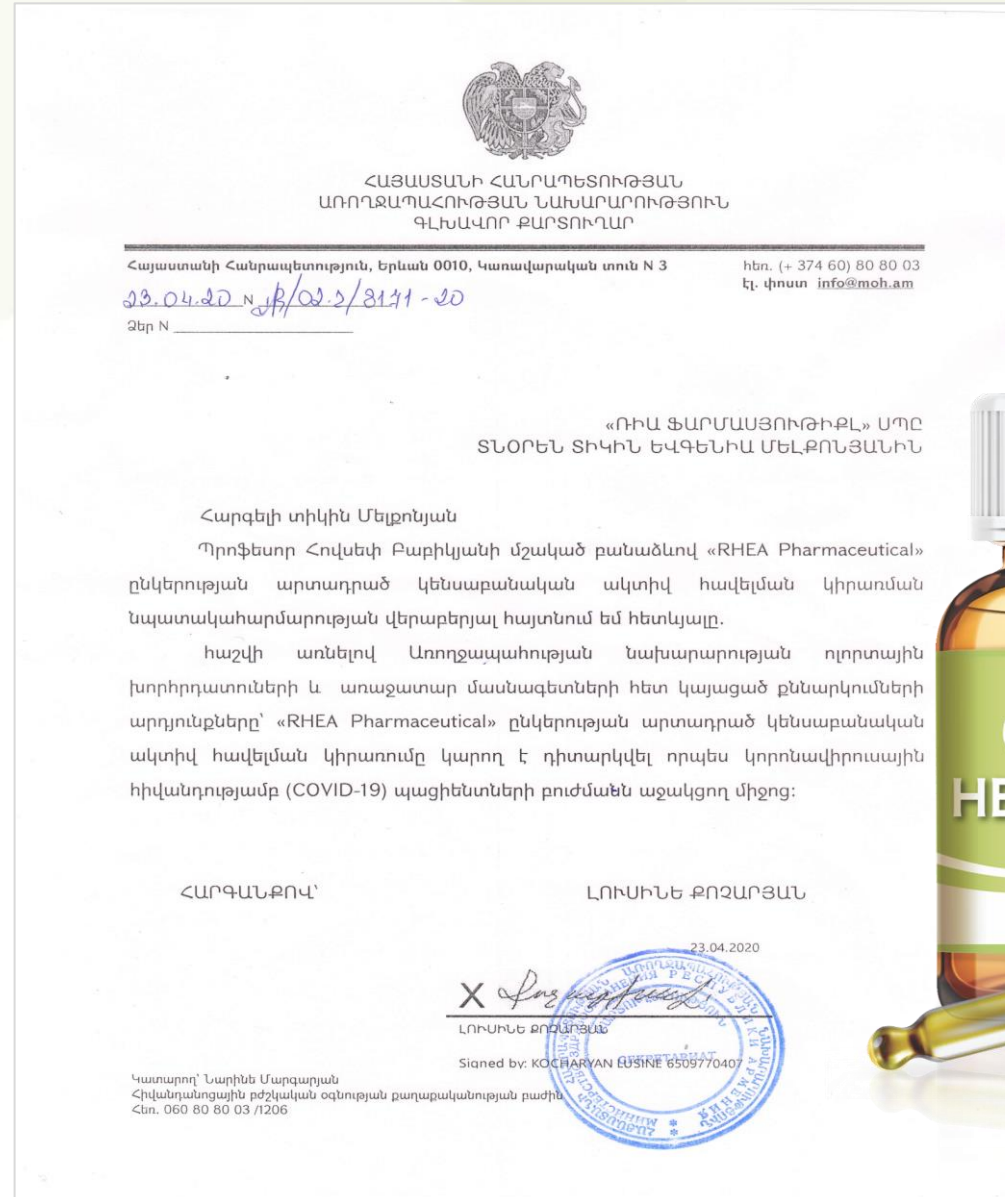 ՀԱՅԱՍՏԱՆԻ ՀԱՆՐԱՊԵՏՈՒԹՅԱՆ
ԱՌՈՂՋԱՊԱՀՈՒԹՅԱՆ ՆԱԽԱՐԱՐՈՒԹՅՈՒՆ
ԳԼԽԱՎՈՐ ՔԱՐՏՈՒՂԱՐ
Հայաստանի Հանրապետություն, Երևան 0010, Կառավարական տուն N 3
հեռ. (+ 374 60) 80 80 03
էլ. փոստ info@moh.am
23.04.20 N /02.2/8171-20
Ձեր N
«ՌԻԱ ՖԱՐՄԱՍՅՈՒԹԻՔԼ» ՍՊԸ
ՏՆՕՐԵՆ ՏԻԿԻՆ ԵՎԳԵՆԻԱ ՄԵԼՔՈՆՅԱՆԻՆ
Հարգելի տիկին Մելքոնյան
Պրոֆեսոր Հովսեփ Բաբիկյանի մշակած բանաձևով «RHEA Pharmaceutical»
ընկերության արտադրած կենսաբանական ակտիվ հավելման կիրառման
նպատակահարմարության վերաբերյալ հայտնում եմ հետևյալը.
հաշվի առնելով Առողջապահության նախարարության ոլորտային
խորհրդատուների և առաջատար մասնագետների հետ կայացած քննարկումների
արդյունքները՝ «RHEA Pharmaceutical» ընկերության արտադրած կենսաբանական
ակտիվ հավելման կիրառումը կարող է դիտարկվել որպես կորոնավիրուսային
հիվանդությամբ (COVID-19) պացիենտների բուժմանն աջակցող միջոց:
ՀԱՐԳԱՆՔՈՎ՝
ԼՈՒՍԻՆԵ ՔՈՉԱՐՅԱՆ
23.04.2020
X
ԼՈՒՍԻՆԵ ՔՈՉԱՐՅԱՆ
Signed by: KOCHARYAN LUSINE 6509770407
Կատարող՝ Նարինե Մարգարյան
Հիվանդանոցային բժշկական օգնության քաղաքականության բաժին
Հեռ. 060 80 80 03 /1206
HE